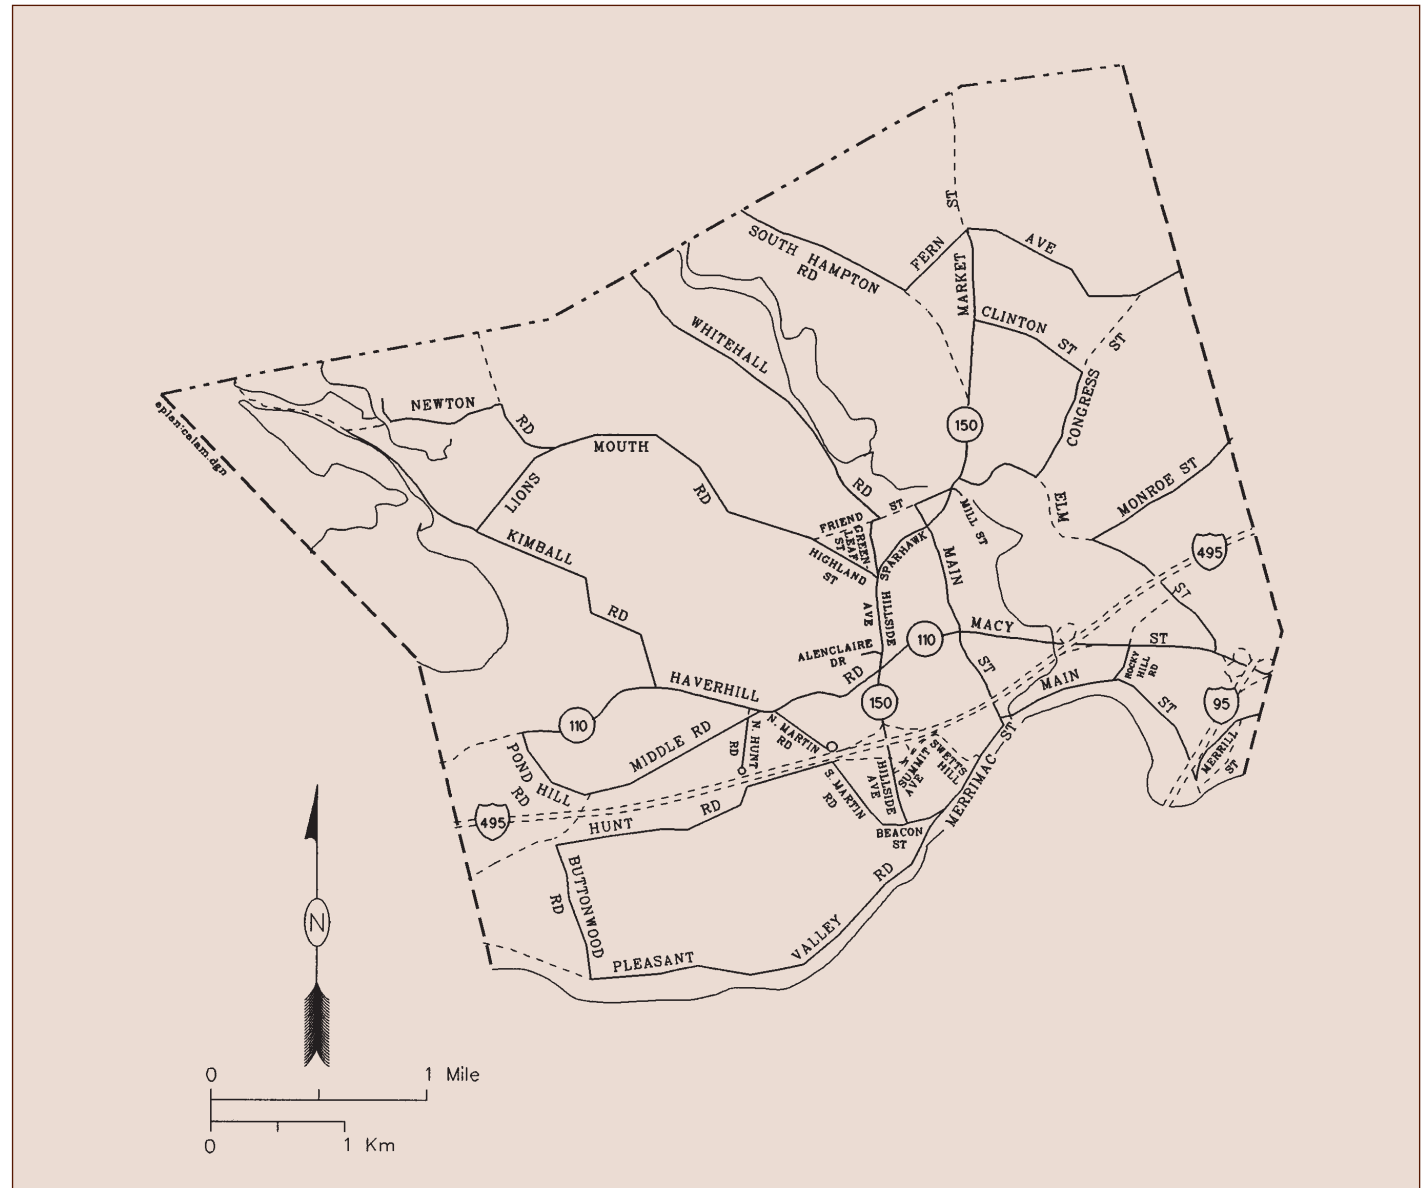 ST
FERN
AVE
SOUTH HAMPTON
RD
MARKET
CLINTON
ST
ST
WHITEHALL
CONGRESS
NEWTON
RD
eplan:calam.dgn
150
MOUTH
RD
LIONS
RD
ST
ELM
MONROE ST
KIMBALL
FRIEND
GREEN-
LEAF
ST
HIGHLAND
ST
SPARHAWK
MILL ST
MAIN
495
ST
RD
AVE
HILLSIDE
110
MACY
ST
ALENCLAIRE
DR
RD
ST
ROCKY
HILL
RD
HAVERHILL
150
MAIN
ST
95
110
MIDDLE RD
N. HUNT
RD
N. MARTIN
RD
ST
POND HILL
RD
W
SUMMIT
AVE
SWETTS
HILL
MERRILL
ST
S. MARTIN
RD
HILLSIDE
AVE
MERRIMAC
495
HUNT
RD
BEACON
ST
BUTTONWOOD
RD
RD
VALLEY
PLEASANT
N
0 1 Mile
0 1 Km